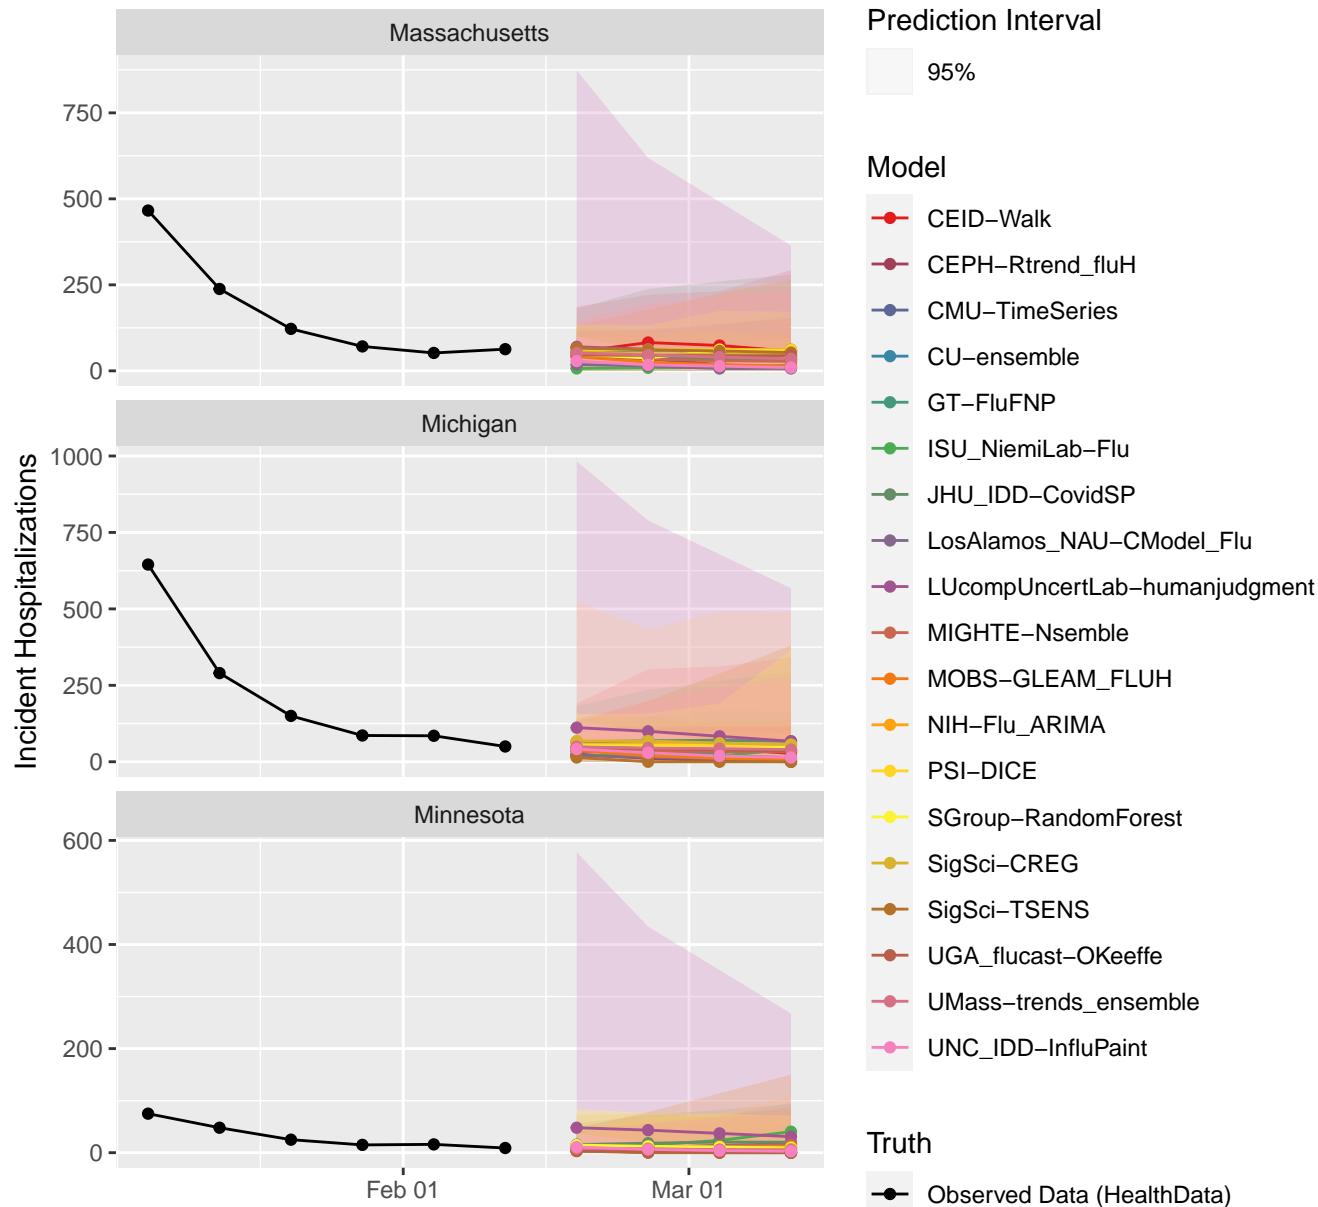 Massachusetts
750
500
250
0
Michigan
1000
750
500
250
0
Minnesota
600
400
200
0
Feb 01
Mar 01
Incident Hospitalizations
Prediction Interval
95%
Model
CEID−Walk
CEPH−Rtrend_fluH
CMU−TimeSeries
CU−ensemble
GT−FluFNP
ISU_NiemiLab−Flu
JHU_IDD−CovidSP
LosAlamos_NAU−CModel_Flu
LUcompUncertLab−humanjudgment
MIGHTE−Nsemble
MOBS−GLEAM_FLUH
NIH−Flu_ARIMA
PSI−DICE
SGroup−RandomForest
SigSci−CREG
SigSci−TSENS
UGA_flucast−OKeeffe
UMass−trends_ensemble
UNC_IDD−InfluPaint
Truth
Observed Data (HealthData)